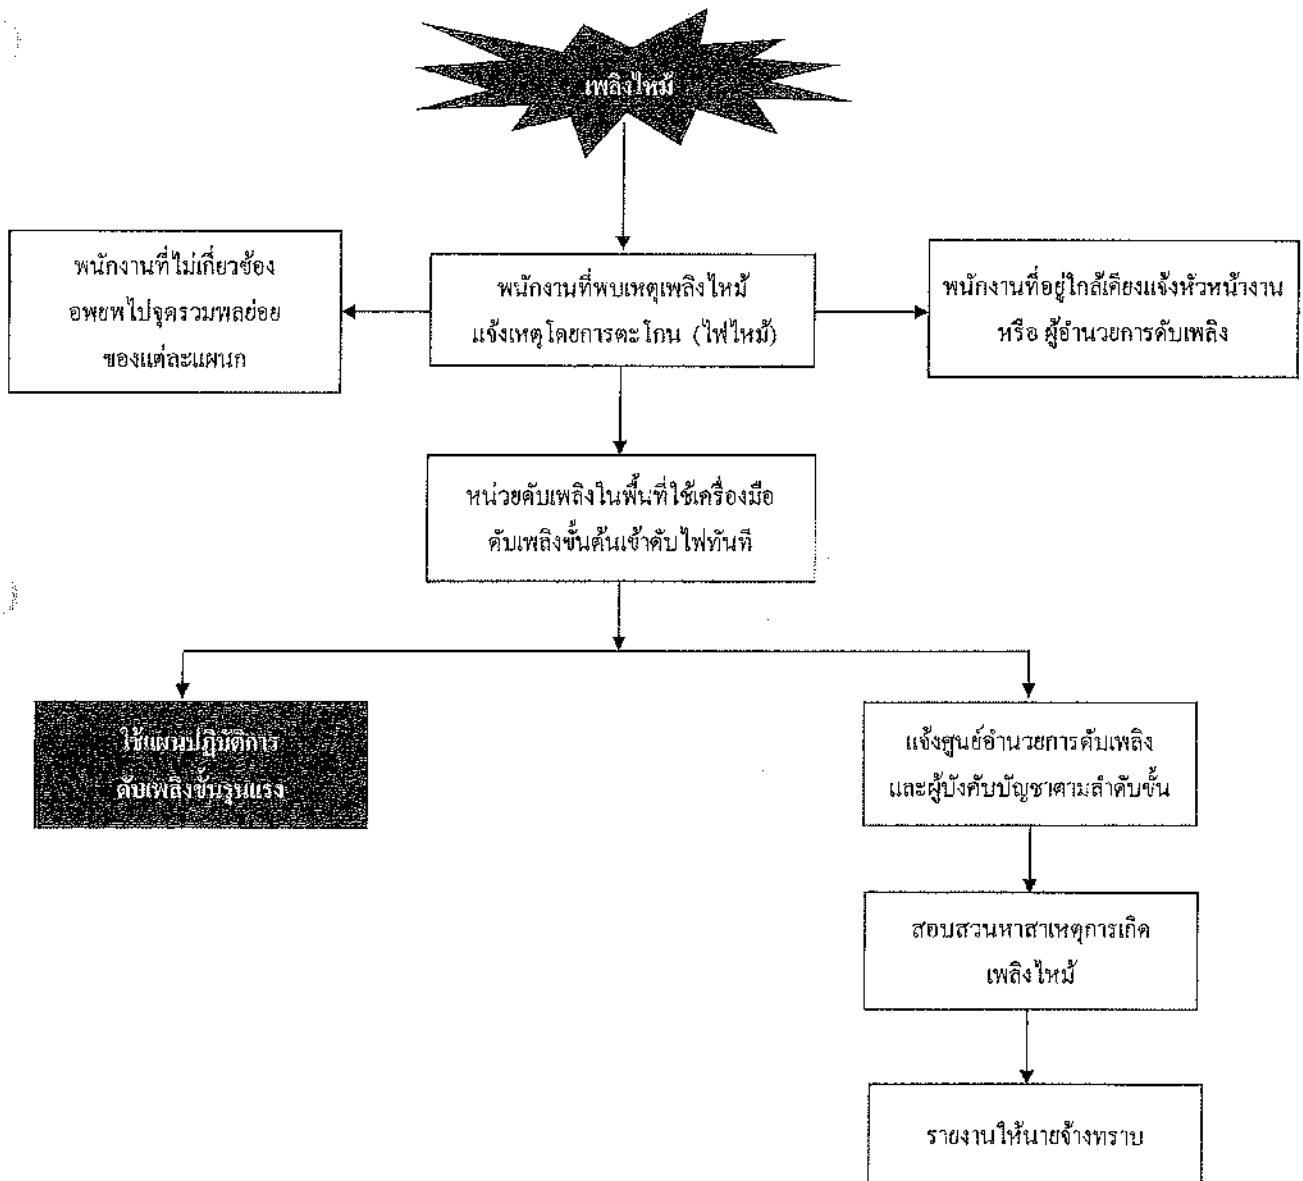 เพลิงไหม้
พนักงานที่ไม่เกี่ยวข้อง
อพยพไปจุดรวมพลย่อย
ของแต่ละแผนก
พนักงานที่พบเหตุเพลิงไหม้
แจ้งเหตุโดยการตะโกน (ไฟไหม้)
พนักงานที่อยู่ใกล้เคียงแจ้งหัวหน้างาน
หรือ ผู้อำนวยการดับเพลิง
หน่วยดับเพลิงในพื้นที่ใช้เครื่องมือ
ดับเพลิงขั้นต้นเข้าดับไฟทันที
ใช้แผนปฏิบัติการ
ดับเพลิงขั้นรุนแรง
แจ้งศูนย์อำนวยการดับเพลิง
และผู้บังคับบัญชาตามลำดับขั้น
สอบสวนหาสาเหตุการเกิด
เพลิงไหม้
รายงานให้นายจ้างทราบ